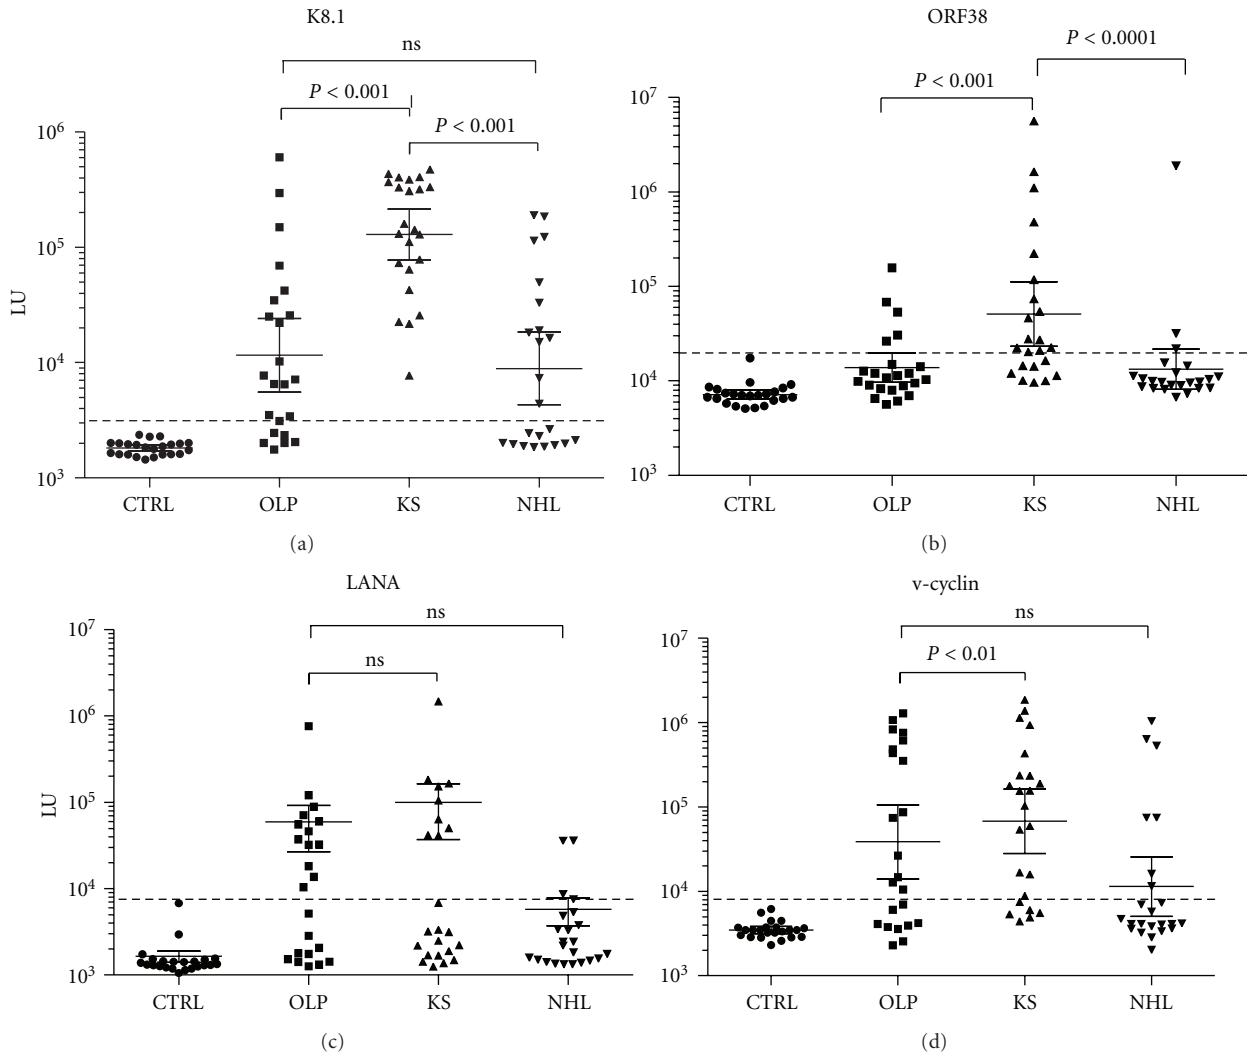 K8.1
ns
P < 0.001
P < 0.001
LU
10⁶
10⁵
10⁴
10³
CTRL OLP KS NHL
(a)
ORF38
P < 0.0001
P < 0.001
10⁷
10⁶
10⁵
10⁴
10³
CTRL OLP KS NHL
(b)
LANA
ns
ns
LU
10⁷
10⁶
10⁵
10⁴
10³
CTRL OLP KS NHL
(c)
v-cyclin
ns
P < 0.01
10⁷
10⁶
10⁵
10⁴
10³
CTRL OLP KS NHL
(d)